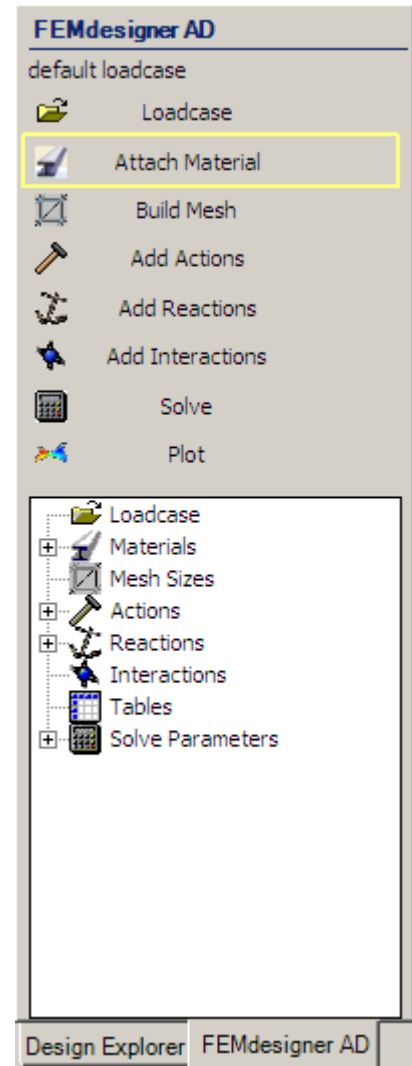 FEMdesigner AD
default loadcase
Loadcase
Attach Material
Build Mesh
Add Actions
Add Reactions
Add Interactions
Solve
Plot
Loadcase
Materials
Mesh Sizes
Actions
Reactions
Interactions
Tables
Solve Parameters
Design Explorer FEMdesigner AD